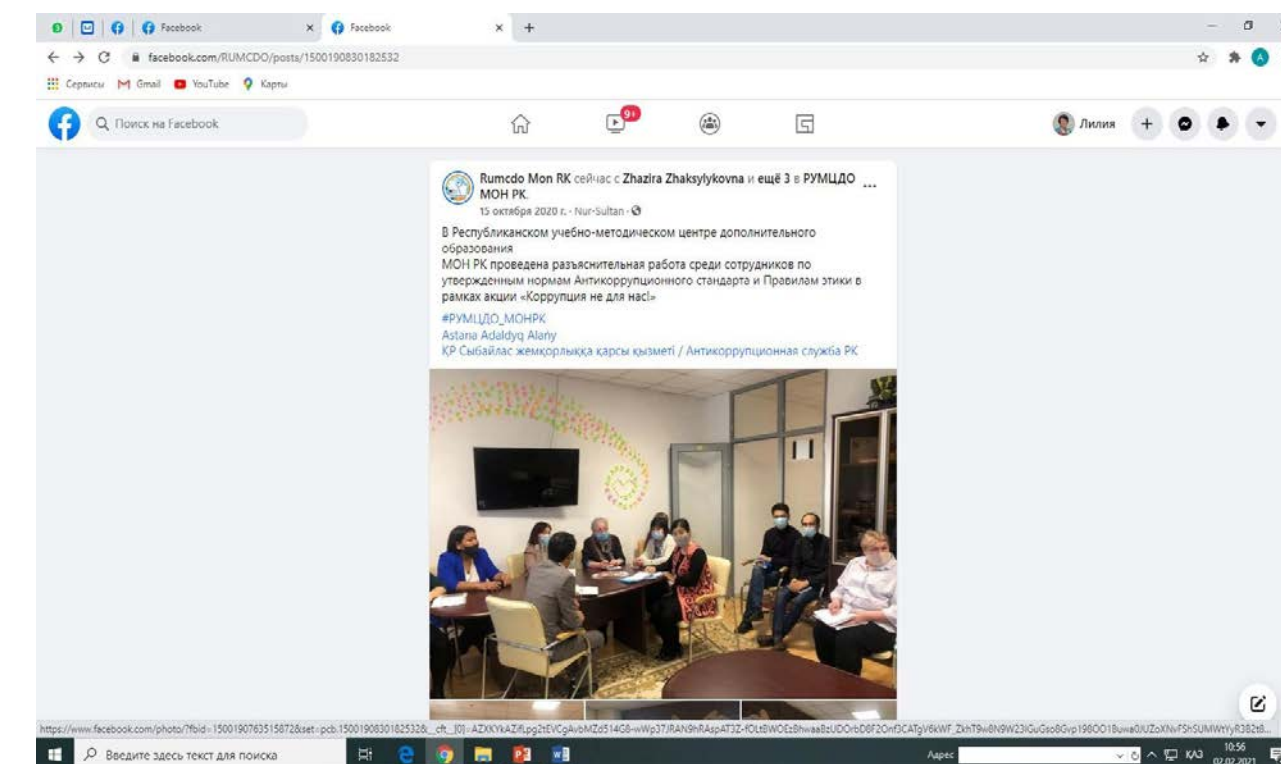 Facebook
Facebook
facebook.com/RUMCDO/posts/1500190830182532
Сервисы Gmail YouTube Карты
Поиск на Facebook
9+
Лилия
Rumcdo Mon RK сейчас с Zhazira Zhaksylykovna и ещё 3 в РУМЦДО
МОН РК.
15 октября 2020 г. · Nur-Sultan ·
В Республиканском учебно-методическом центре дополнительного
образования
МОН РК проведена разъяснительная работа среди сотрудников по
утвержденным нормам Антикоррупционного стандарта и Правилам этики в
рамках акции «Коррупция не для нас!»
#РУМЦДО_МОНРК
Astana Adaldyq Alańy
ҚР Сыбайлас жемқорлыққа қарсы қызметі / Антикоррупционная служба РК
Введите здесь текст для поиска
Адрес
ҚАЗ
10:56
02.02.2021